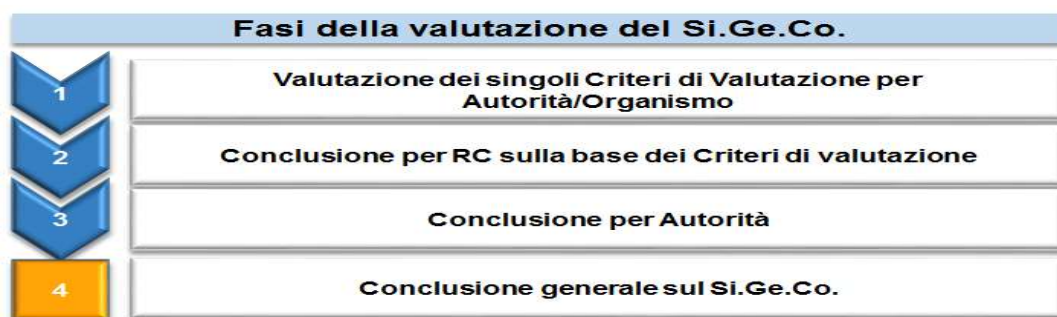 Fasi della valutazione del Si.Ge.Co.
1
Valutazione dei singoli Criteri di Valutazione per
Autorità/Organismo
2
Conclusione per RC sulla base dei Criteri di valutazione
3
Conclusione per Autorità
4
Conclusione generale sul Si.Ge.Co.